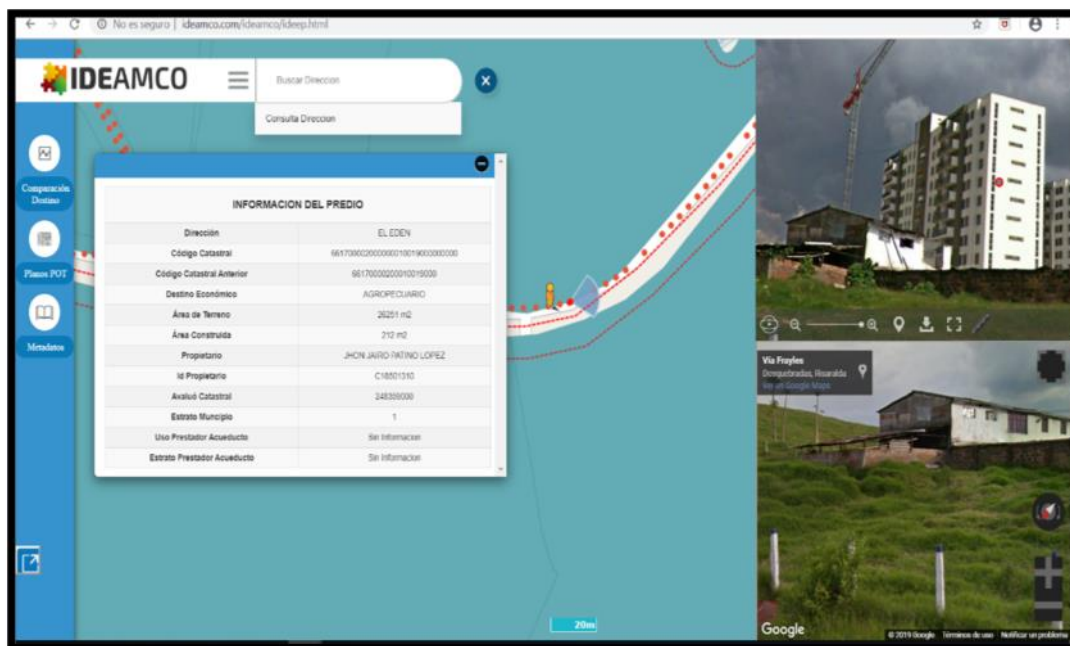 No es seguro | ideamco.com/ideamco/ideep.html
IDEAMCO
Buscar Direccion
Consulta Direccion
Comparación
Destino
Planos POT
Metadatos
INFORMACION DEL PREDIO
Dirección EL EDEN
Código Catastral
Código Catastral Anterior
Destino Económico AGROPECUARIO
Área de Terreno 26251 m2
Área Construida 212 m2
Propietario JHON JAIRO PATINO LOPEZ
Id Propietario C18501310
Avaluó Catastral
Estrato Muncipio 1
Uso Prestador Acueducto Sin Informacion
Estrato Prestador Acueducto Sin Informacion
20m
Vía Frayles
Dosquebradas, Risaralda
Ver en Google Maps
Google
© 2019 Google Términos de uso Notificar un problema